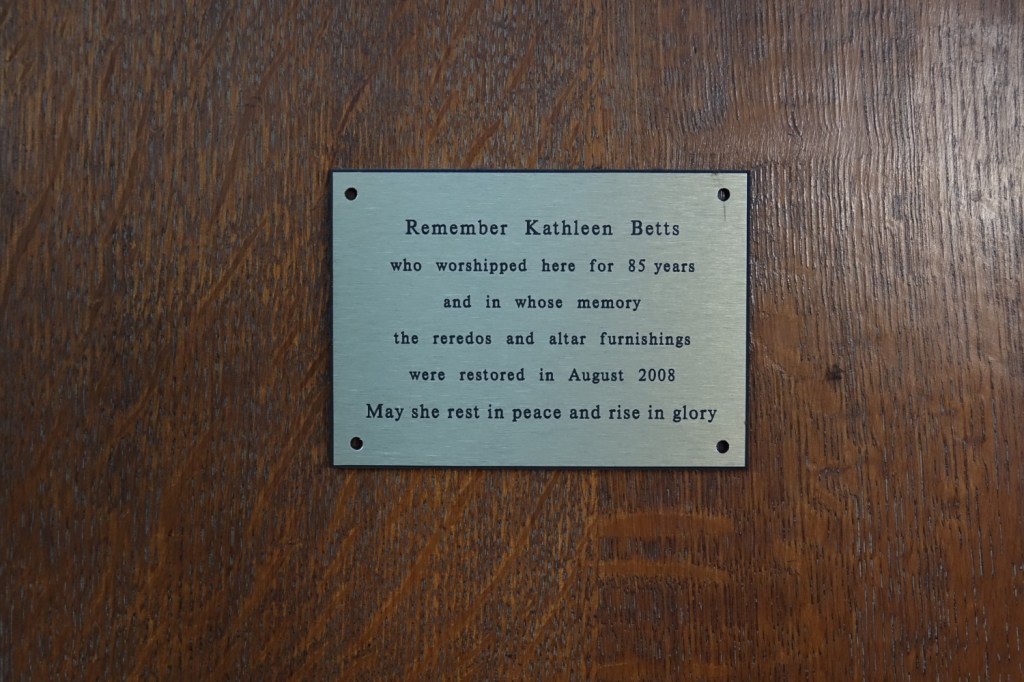 Remember Kathleen Betts
who worshipped here for 85 years
and in whose memory
the reredos and altar furnishings
were restored in August 2008
May she rest in peace and rise in glory